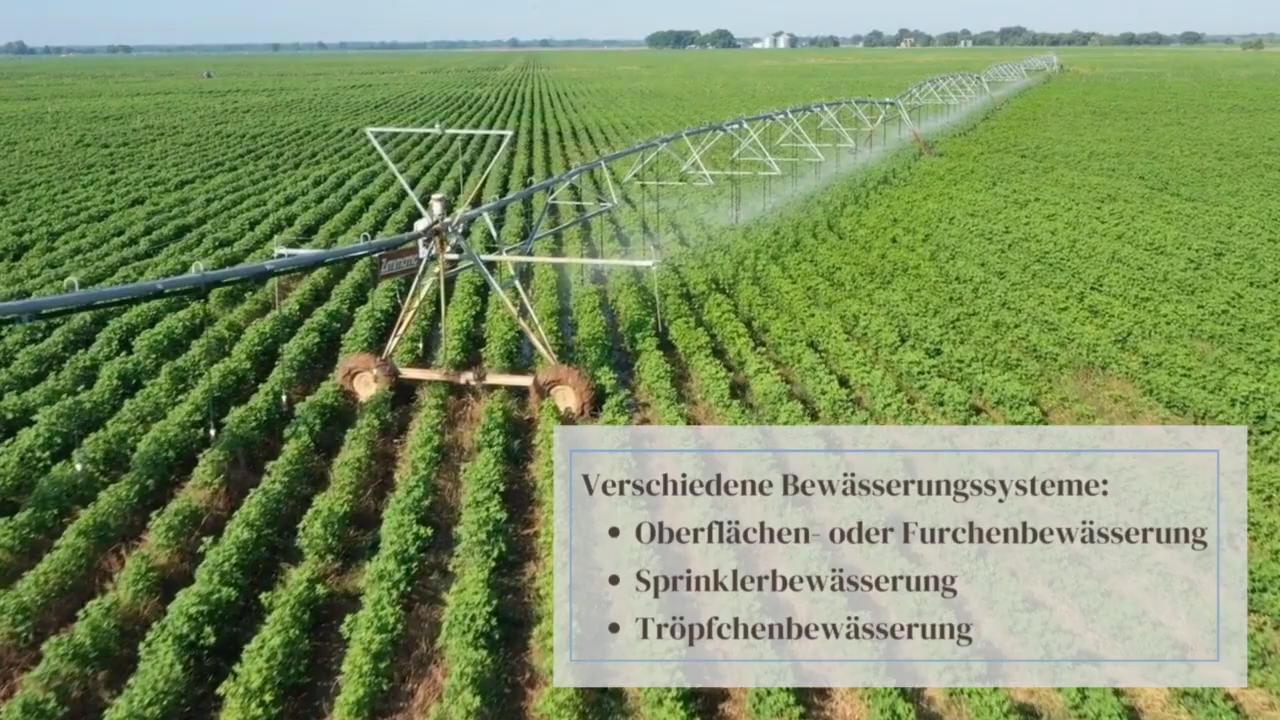 Verschiedene Bewässerungssysteme:
• Oberflächen- oder Furchenbewässerung
• Sprinklerbewässerung
• Tröpfchenbewässerung